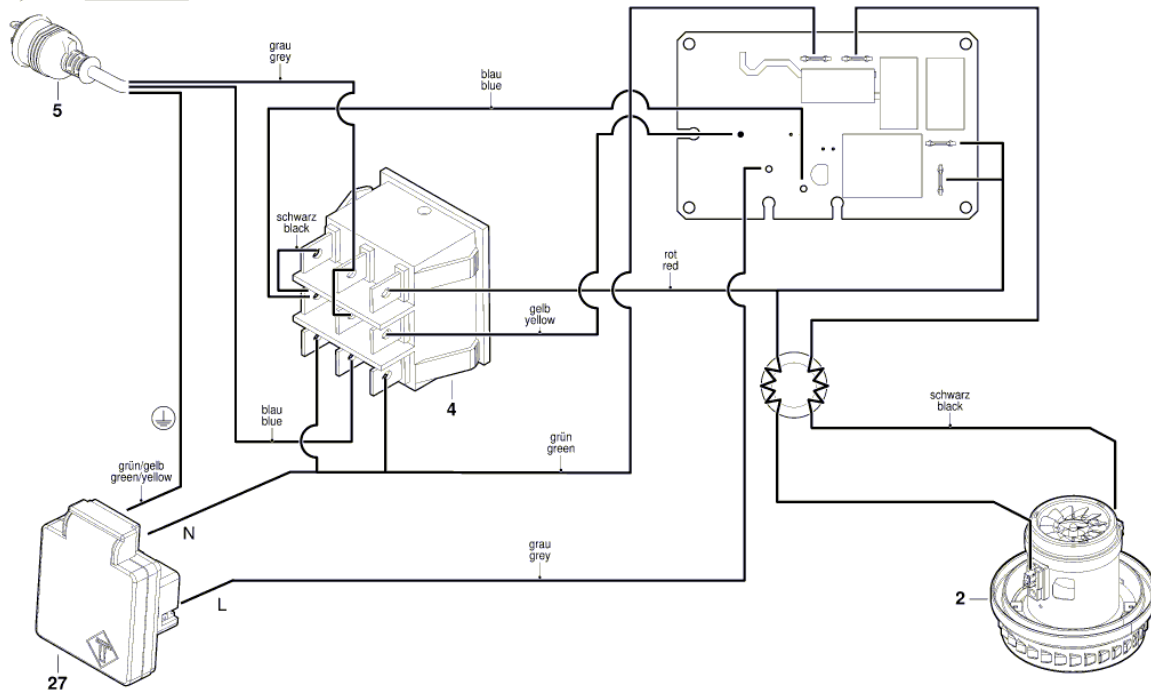 grau
grey
5
blau
blue
schwarz
black
rot
red
gelb
yellow
4
blau
blue
schwarz
black
grün
green
grün/gelb
green/yellow
N
grau
grey
L
2
27